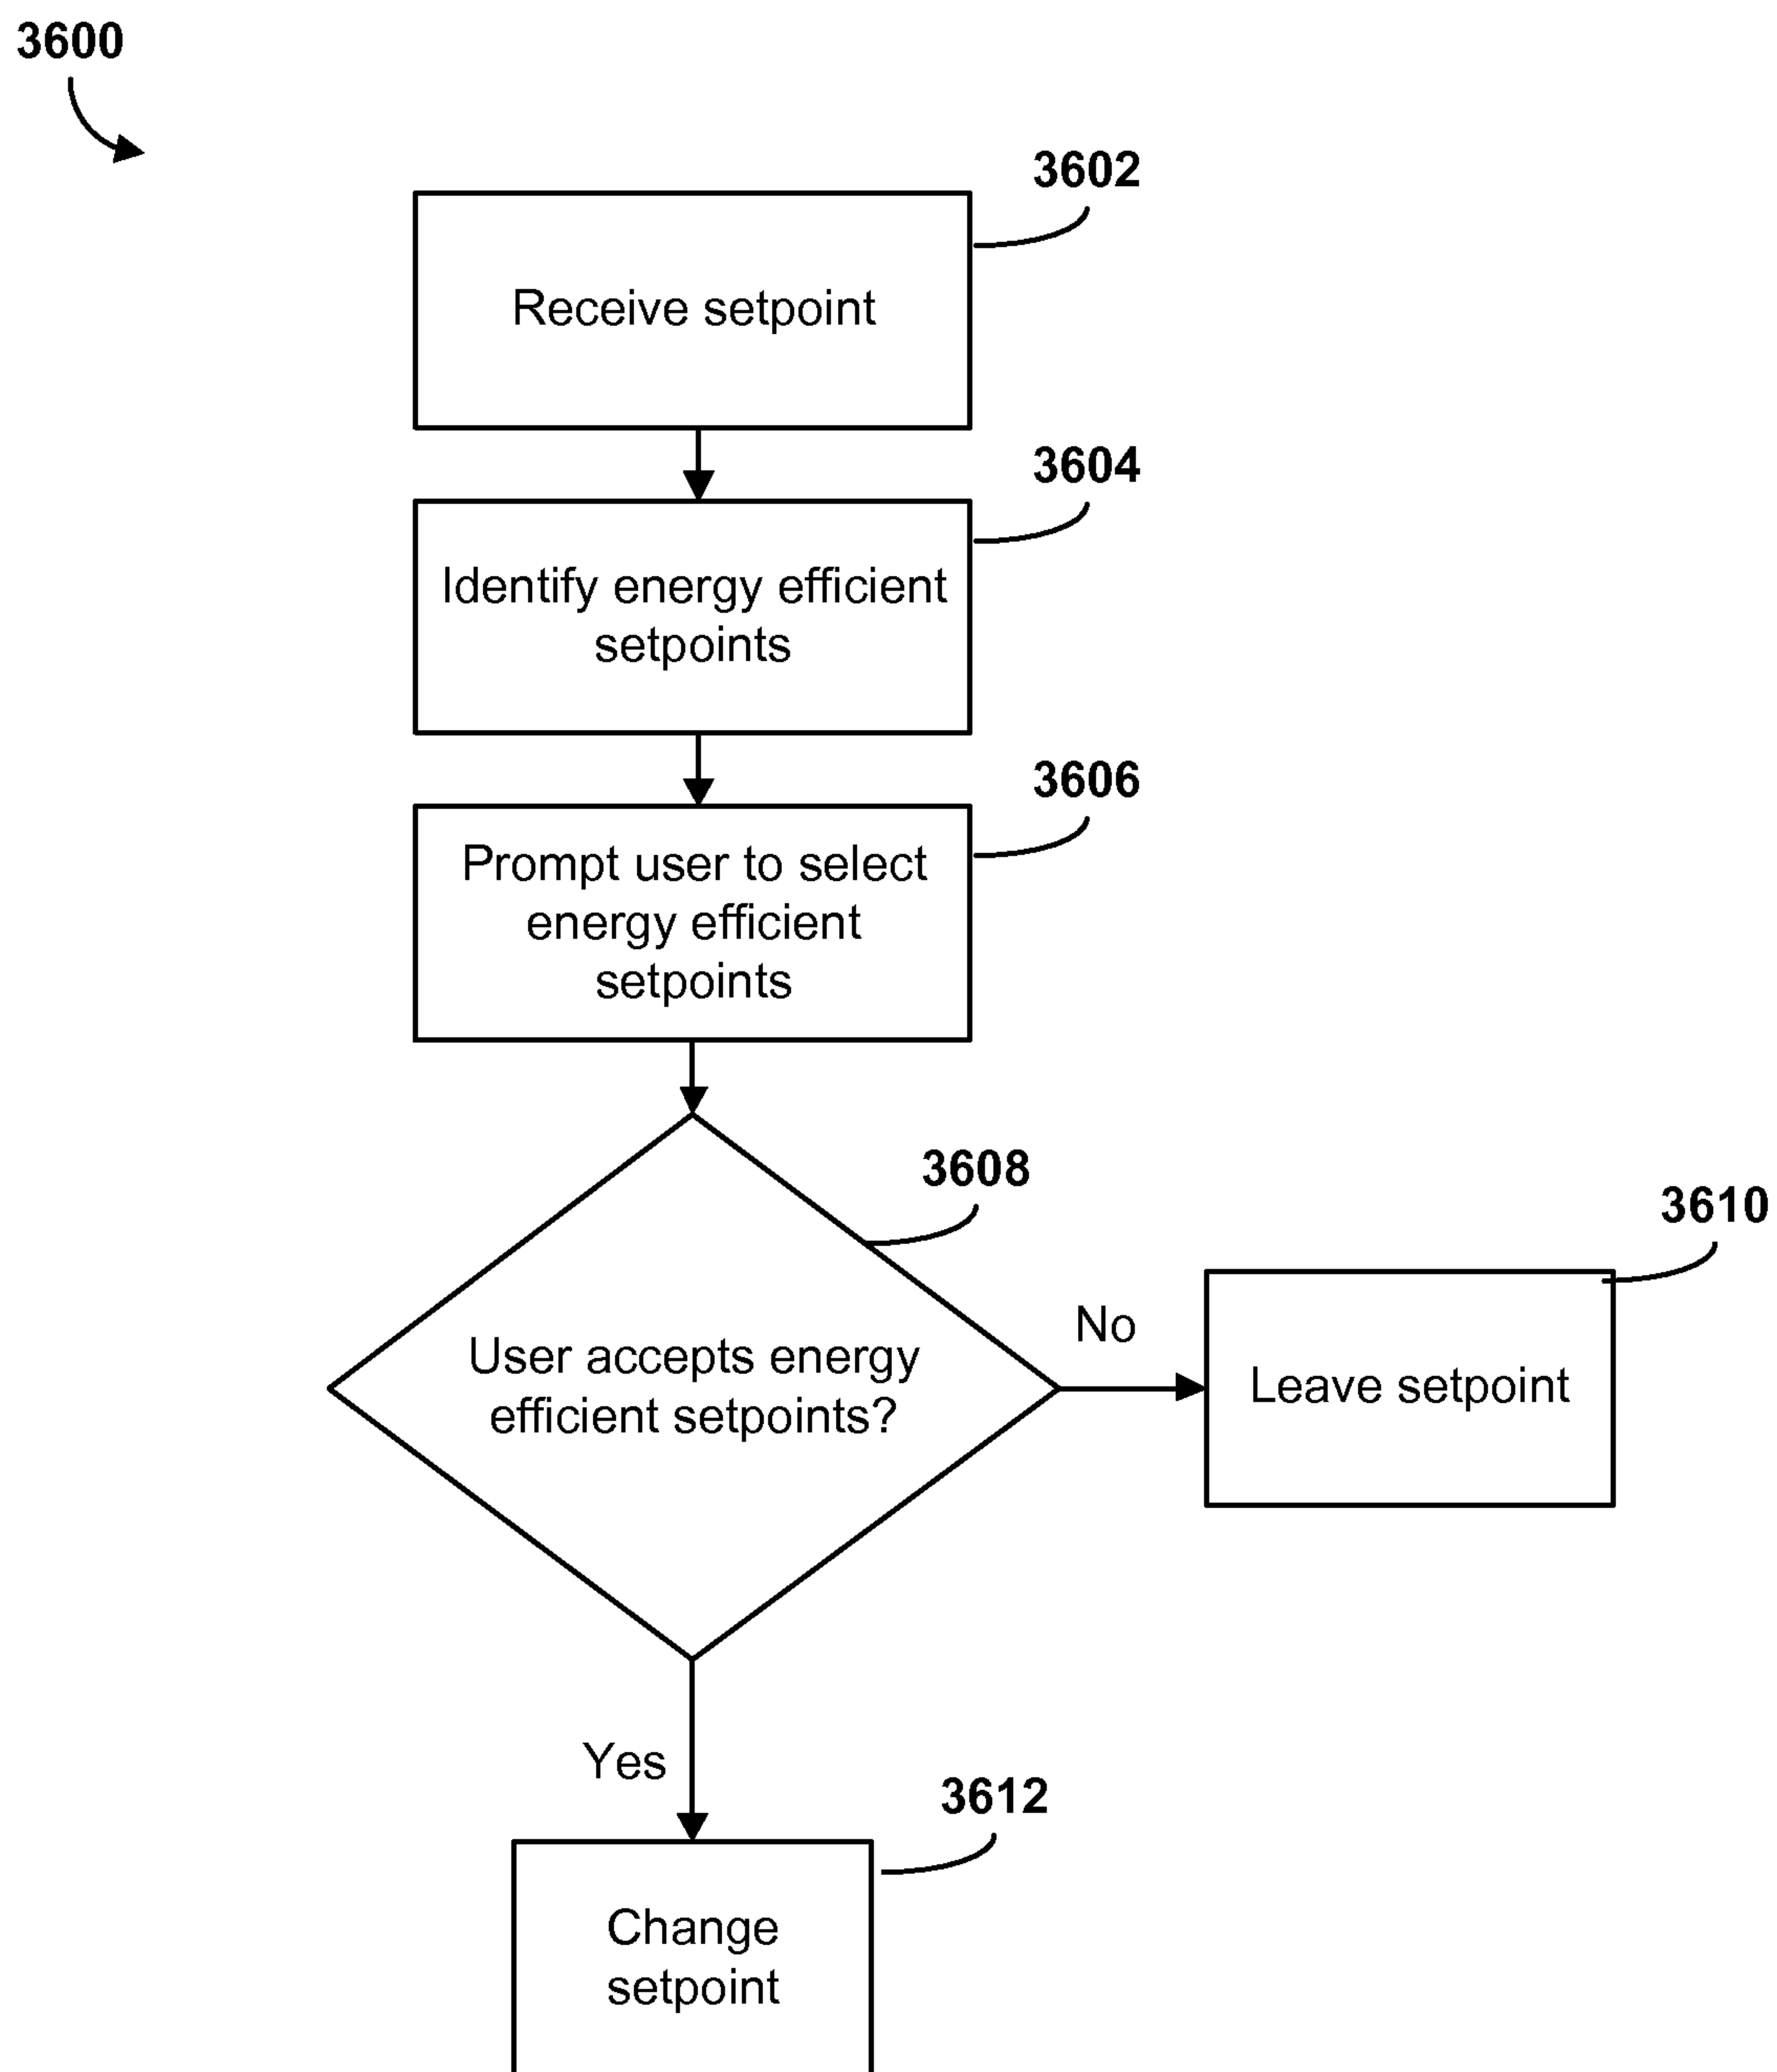 3600
3602
Receive setpoint
3604
Identify energy efficient
setpoints
3606
Prompt user to select
energy efficient
setpoints
3608
3610
No
User accepts energy
efficient setpoints?
Leave setpoint
Yes
3612
Change
setpoint